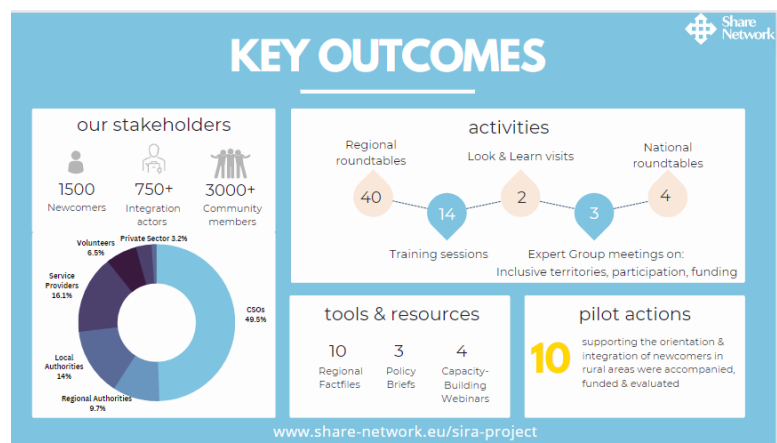 Share
Network
KEY OUTCOMES
our stakeholders
1500
Newcomers
750+
Integration
actors
3000+
Community
members
Private Sector 3.2%
Volunteers
6.5%
Service
Providers
16.1%
CSOs
49.5%
Local
Authorities
14%
Regional Authorities
9.7%
activities
Regional
roundtables
Look & Learn visits
National
roundtables
40
14
2
3
4
Training sessions
Expert Group meetings on:
Inclusive territories, participation, funding
tools & resources
10
Regional
Factfiles
3
Policy
Briefs
4
Capacity-
Building
Webinars
pilot actions
10
supporting the orientation &
integration of newcomers in
rural areas were accompanied,
funded & evaluated
www.share-network.eu/sira-project